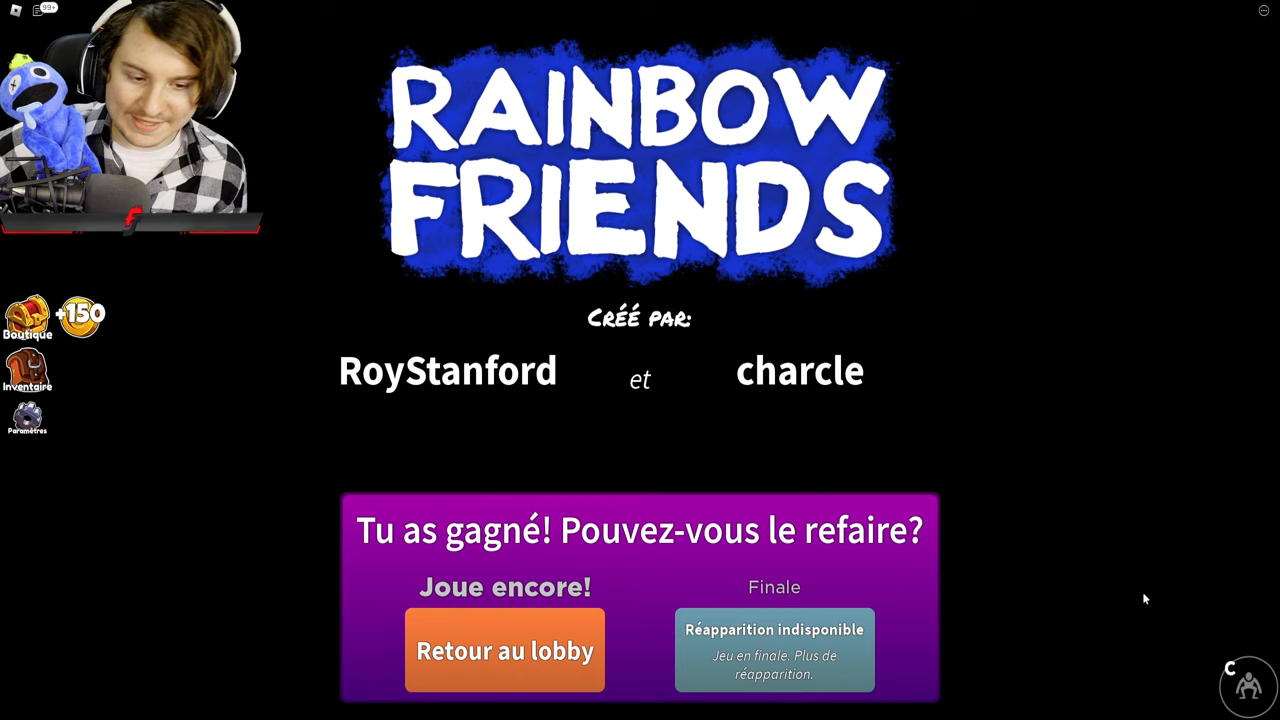 99+
RAINBOW
FRIENDS
+150
Boutique
Inventaire
Paramètres
CRÉÉ PAR:
RoyStanford et charcle
Tu as gagné! Pouvez-vous le refaire?
Joue encore!
Finale
Retour au lobby
Réapparition indisponible
Jeu en finale. Plus de
réapparition.
C